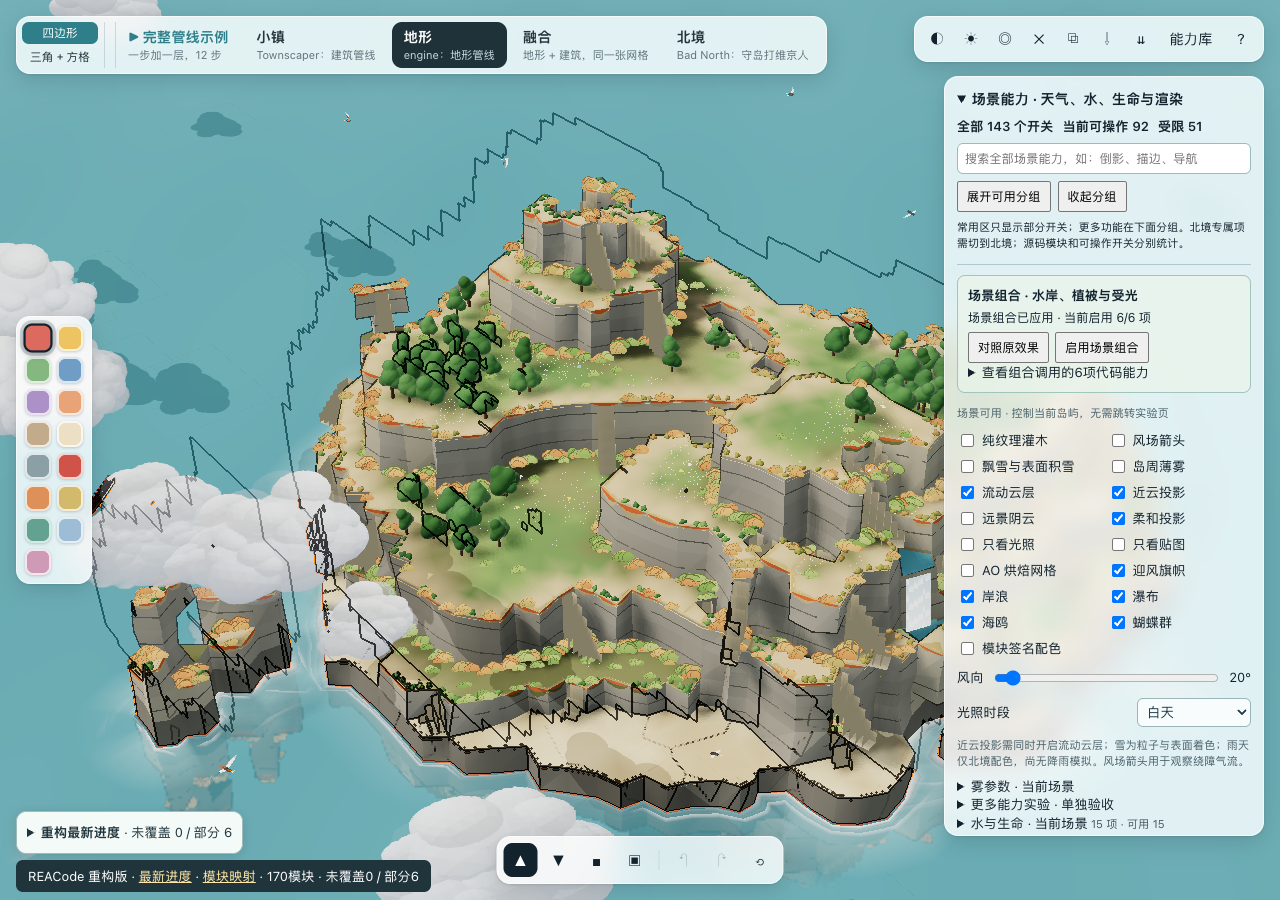 四边形
三角 + 方格
▶ 完整管线示例
一步加一层，12 步
小镇
Townscaper：建筑管线
地形
engine：地形管线
融合
地形 + 建筑，同一张网格
北境
Bad North：守岛打维京人
能力库
?
▼ 场景能力 · 天气、水、生命与渲染
全部 143 个开关 当前可操作 92 受限 51
搜索全部场景能力，如：倒影、描边、导航
展开可用分组
收起分组
常用区只显示部分开关；更多功能在下面分组。北境专属项
需切到北境；源码模块和可操作开关分别统计。
场景组合 · 水岸、植被与受光
场景组合已应用 · 当前启用 6/6 项
对照原效果
启用场景组合
▶ 查看组合调用的6项代码能力
场景可用 · 控制当前岛屿，无需跳转实验页
纯纹理灌木
风场箭头
飘雪与表面积雪
岛周薄雾
流动云层
近云投影
远景阴云
柔和投影
只看光照
只看贴图
AO 烘焙网格
迎风旗帜
岸浪
瀑布
海鸥
蝴蝶群
模块签名配色
风向
20°
光照时段
白天
近云投影需同时开启流动云层；雪为粒子与表面着色；雨天
仅北境配色，尚无降雨模拟。风场箭头用于观察绕障气流。
▶ 雾参数 · 当前场景
▶ 更多能力实验 · 单独验收
▶ 水与生命 · 当前场景 15 项 · 可用 15
▶ 重构最新进度 · 未覆盖 0 / 部分 6
REACode 重构版 · 最新进度 · 模块映射 · 170模块 · 未覆盖0/部分6